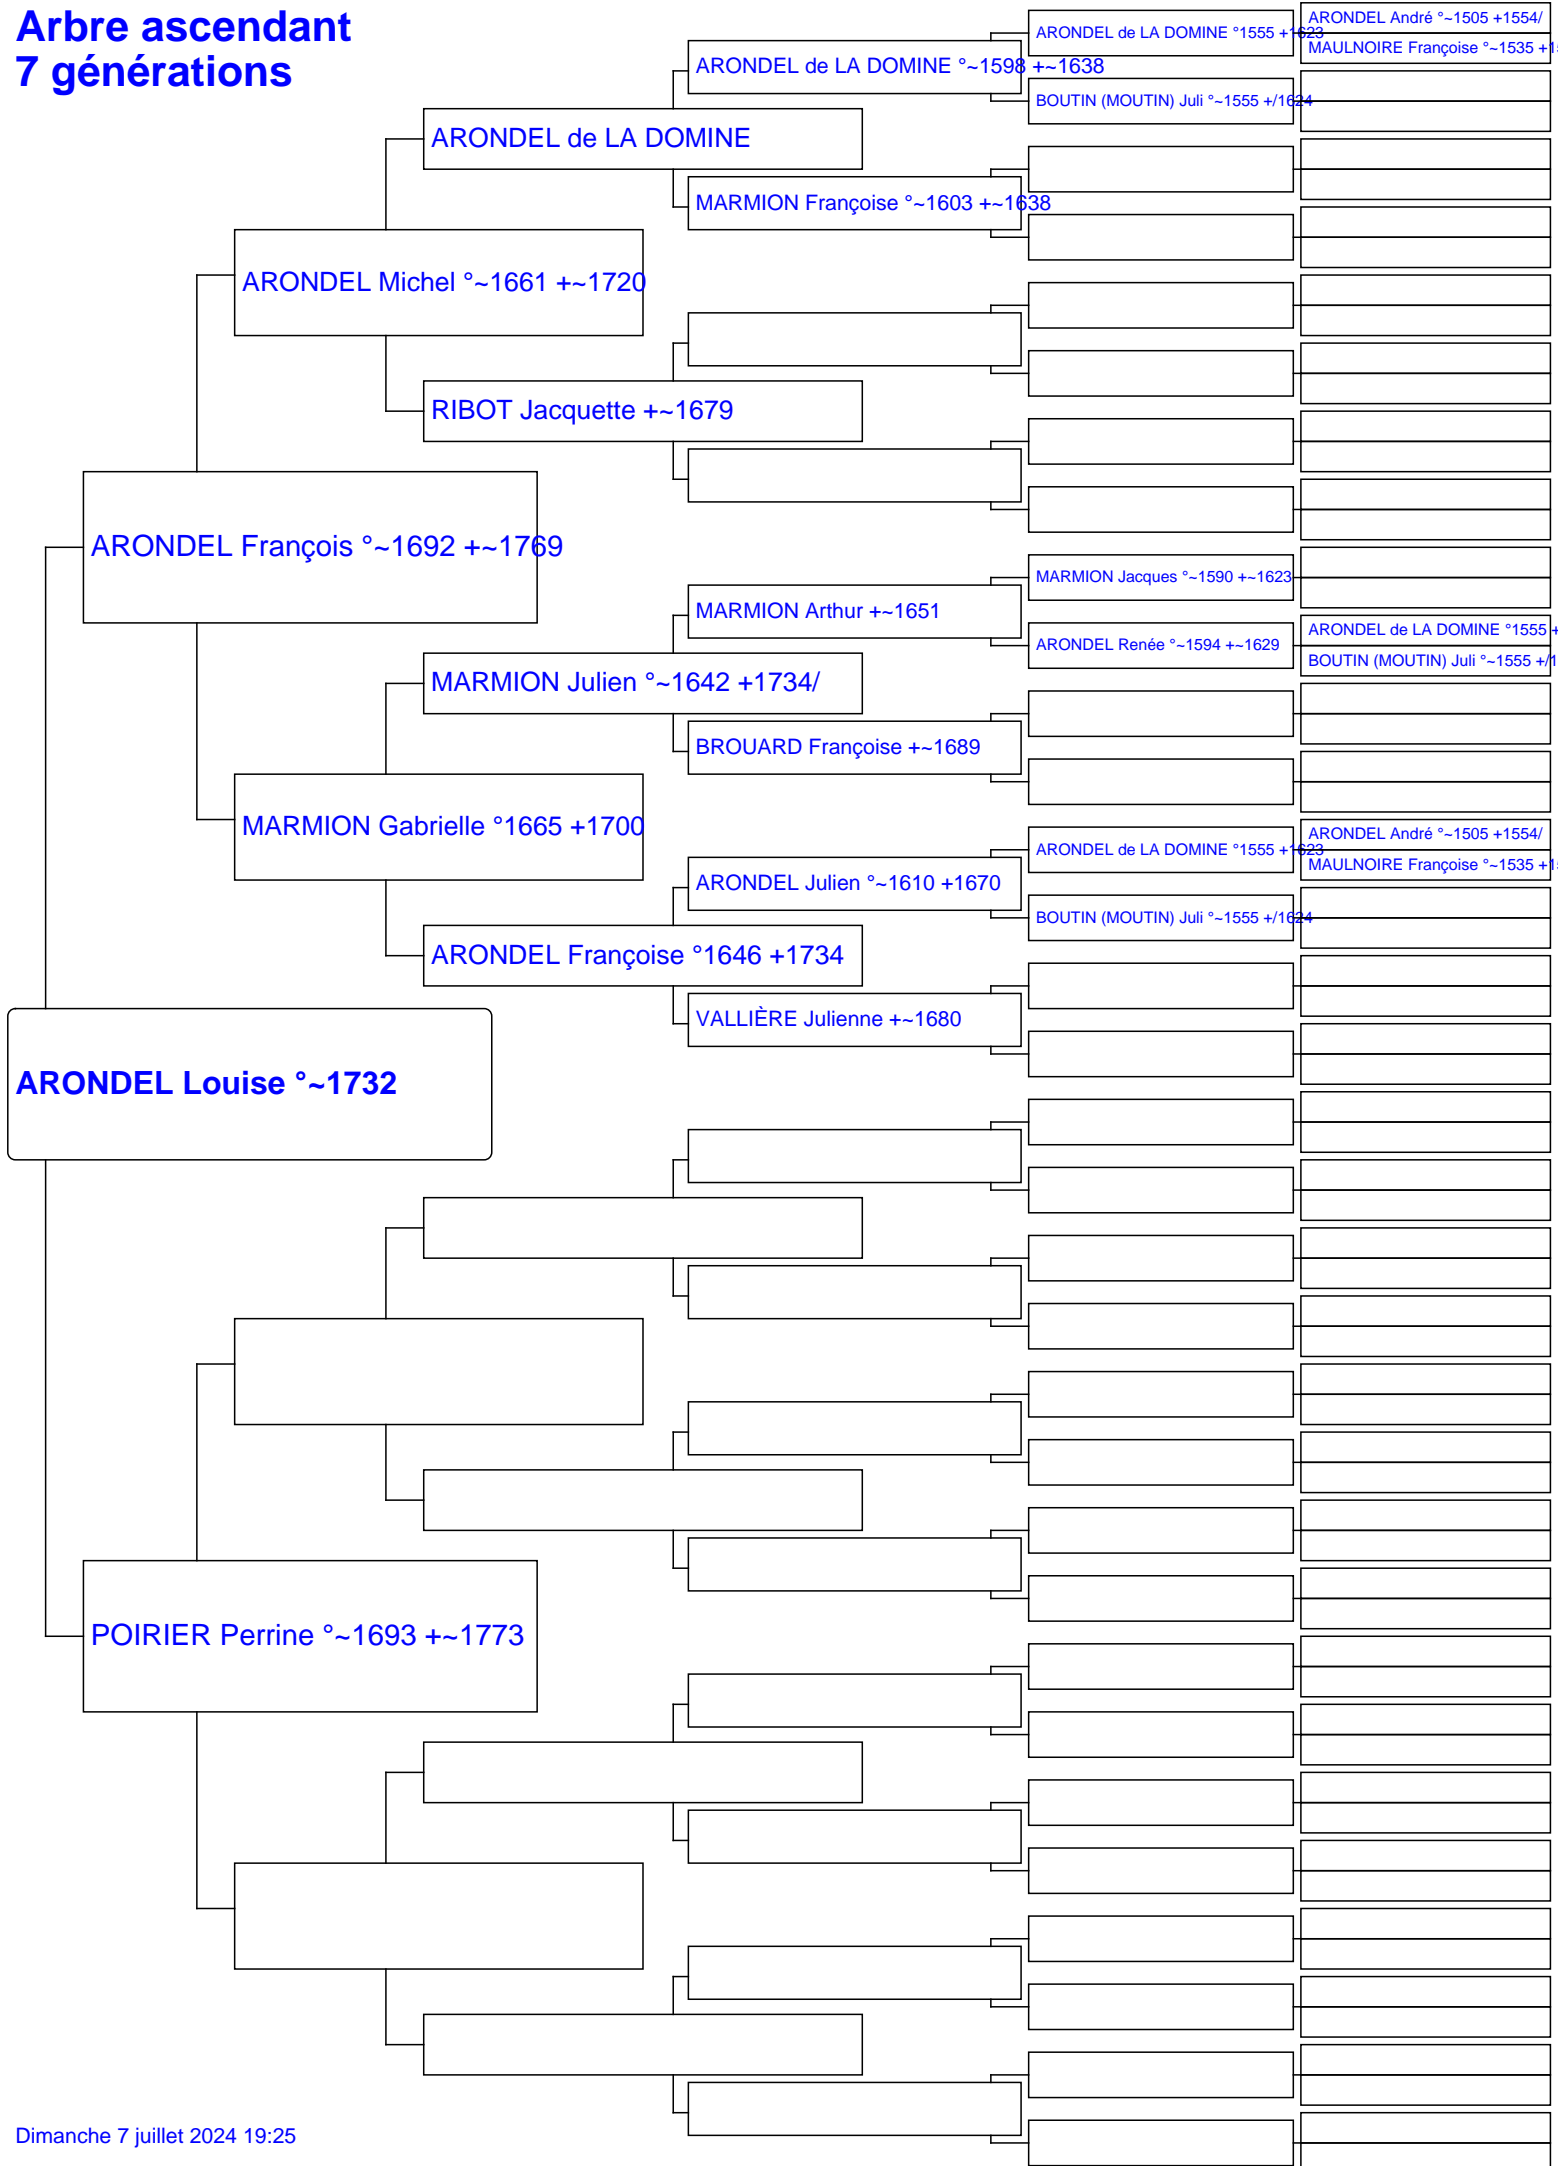 Arbre ascendant
7 générations
ARONDEL André °~1505 +1554/
ARONDEL de LA DOMINE °1555 +1623
MAULNOIRE Françoise °~1535 +15
ARONDEL de LA DOMINE °~1598 +~1638
BOUTIN (MOUTIN) Juli °~1555 +/1624
ARONDEL de LA DOMINE
MARMION Françoise °~1603 +~1638
ARONDEL Michel °~1661 +~1720
RIBOT Jacquette +~1679
ARONDEL François °~1692 +~1769
MARMION Jacques °~1590 +~1623
MARMION Arthur +~1651
ARONDEL de LA DOMINE °1555 +
ARONDEL Renée °~1594 +~1629
BOUTIN (MOUTIN) Juli °~1555 +/1
MARMION Julien °~1642 +1734/
BROUARD Françoise +~1689
MARMION Gabrielle °1665 +1700
ARONDEL André °~1505 +1554/
ARONDEL de LA DOMINE °1555 +1623
MAULNOIRE Françoise °~1535 +15
ARONDEL Julien °~1610 +1670
BOUTIN (MOUTIN) Juli °~1555 +/1624
ARONDEL Françoise °1646 +1734
VALLIÈRE Julienne +~1680
ARONDEL Louise °~1732
POIRIER Perrine °~1693 +~1773
Dimanche 7 juillet 2024 19:25